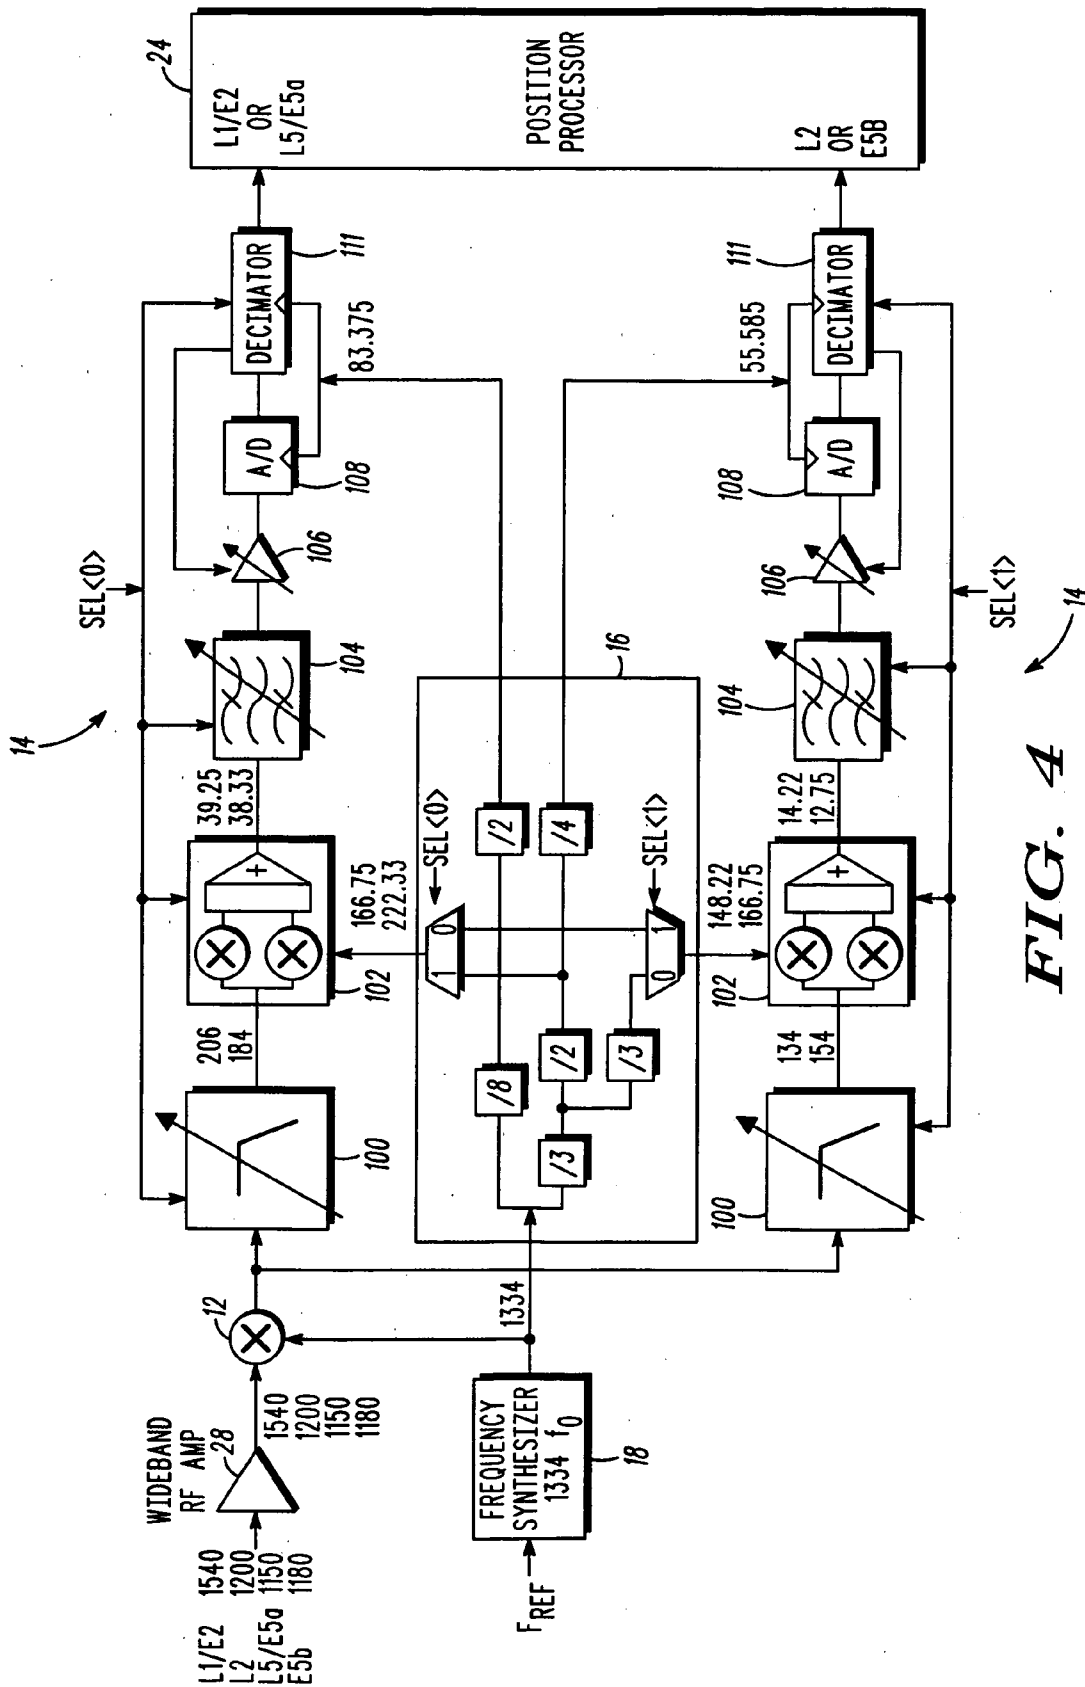 14
SEL<0>
WIDEBAND
RF AMP
28
L1/E2 1540
L2 1200
L5/E5a 1150
E5b 1180
1540
1200
1150
1180
12
100
206
184
102
+
39.25
38.33
104
106
A/D
108
DECIMATOR
111
83.375
24
L1/E2
OR
L5/E5a
POSITION
PROCESSOR
L2
OR
E5B
166.75
222.33
SEL<0>
1 0
/8
/2
/3
/2
/4
/3
0 1
SEL<1>
16
FREF
FREQUENCY
SYNTHESIZER
1334 f0
18
1334
148.22
166.75
55.585
100
134
154
102
+
14.22
12.75
104
106
A/D
108
DECIMATOR
111
SEL<1>
14
FIG. 4